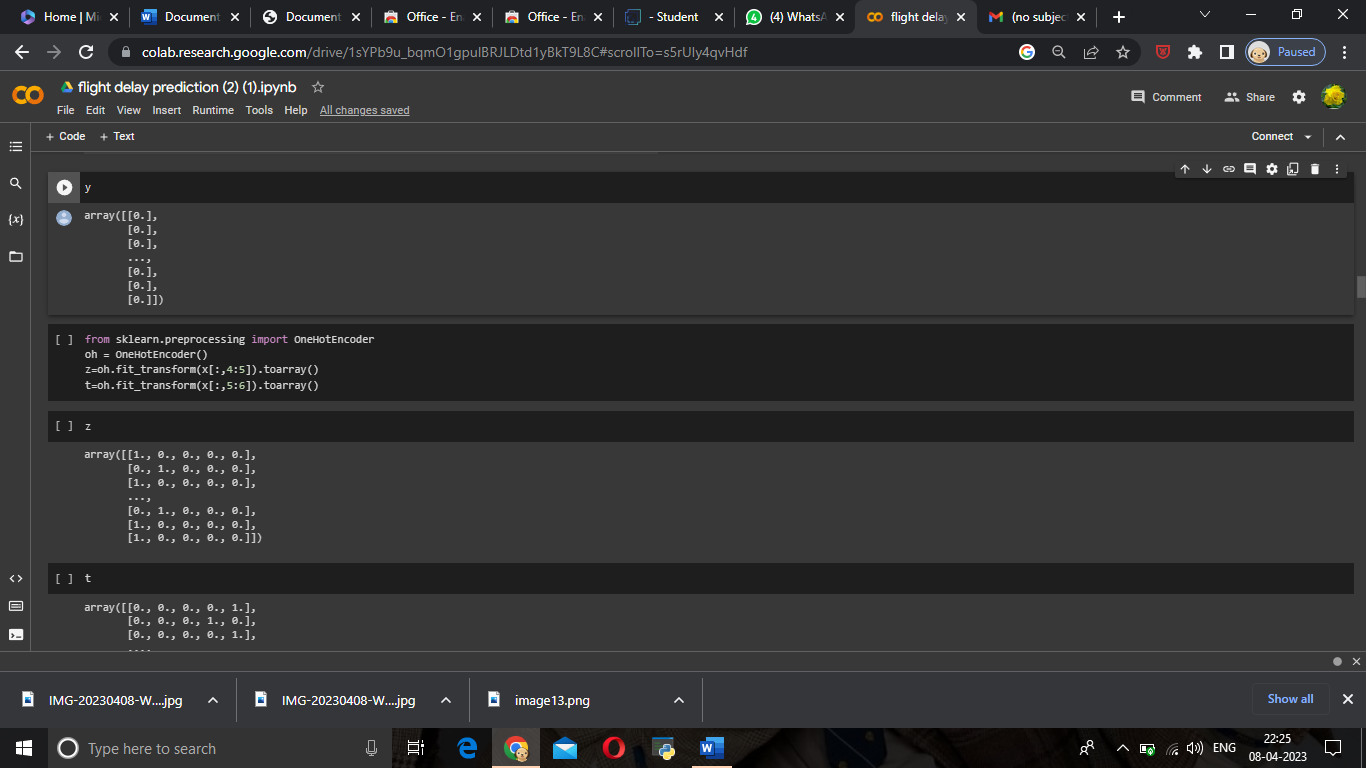 Home | Mi
Document
Document
Office - En
Office - En
- Student
(4) WhatsA
flight delay
(no subjec
colab.research.google.com/drive/1sYPb9u_bqmO1gpuIBRJLDtd1yBkT9L8C#scrollTo=s5rUIy4qvHdf
Paused
flight delay prediction (2) (1).ipynb
File Edit View Insert Runtime Tools Help All changes saved
Comment Share
+ Code + Text
Connect
y
array([[0.],
[0.],
[0.],
...,
[0.],
[0.],
[0.]])
[ ] from sklearn.preprocessing import OneHotEncoder
oh = OneHotEncoder()
z=oh.fit_transform(x[:,4:5]).toarray()
t=oh.fit_transform(x[:,5:6]).toarray()
[ ] z
array([[1., 0., 0., 0., 0.],
[0., 1., 0., 0., 0.],
[1., 0., 0., 0., 0.],
...,
[0., 1., 0., 0., 0.],
[1., 0., 0., 0., 0.],
[1., 0., 0., 0., 0.]])
[ ] t
array([[0., 0., 0., 0., 1.],
[0., 0., 0., 1., 0.],
[0., 0., 0., 0., 1.],
....
IMG-20230408-W....jpg
IMG-20230408-W....jpg
image13.png
Show all
Type here to search
ENG
22:25
08-04-2023